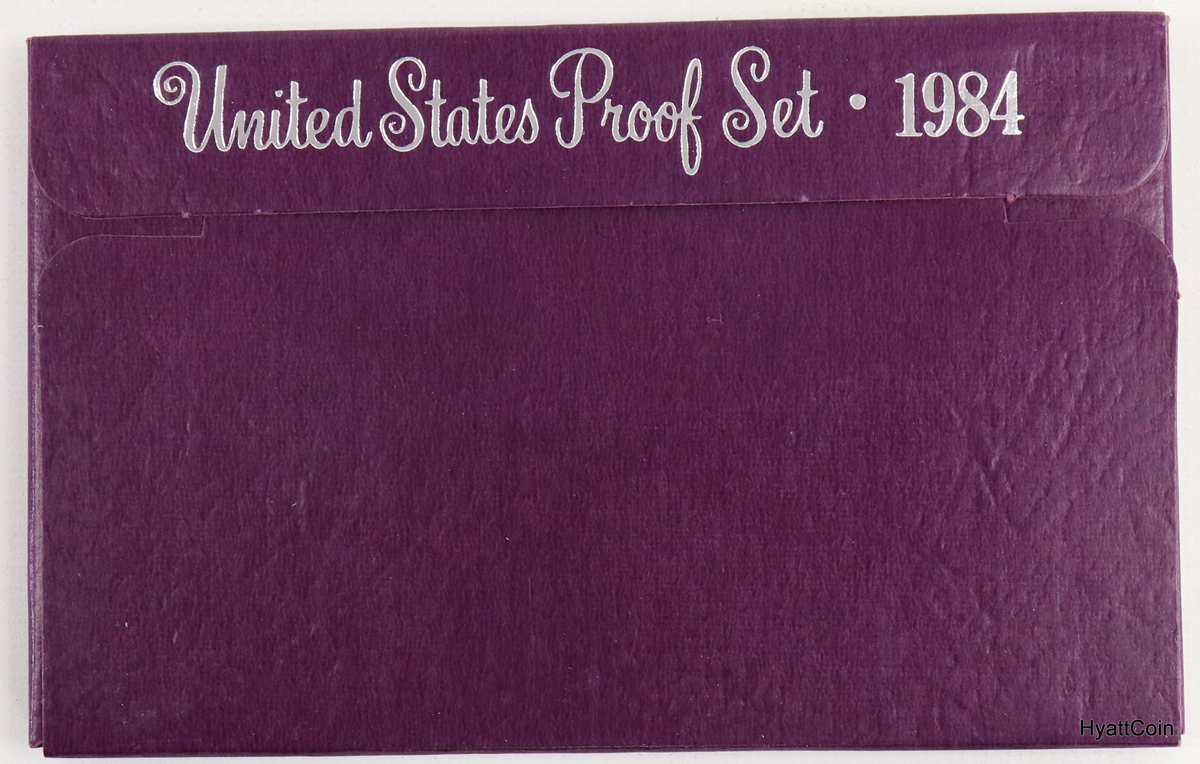 United States Proof Set • 1984
HyattCoin